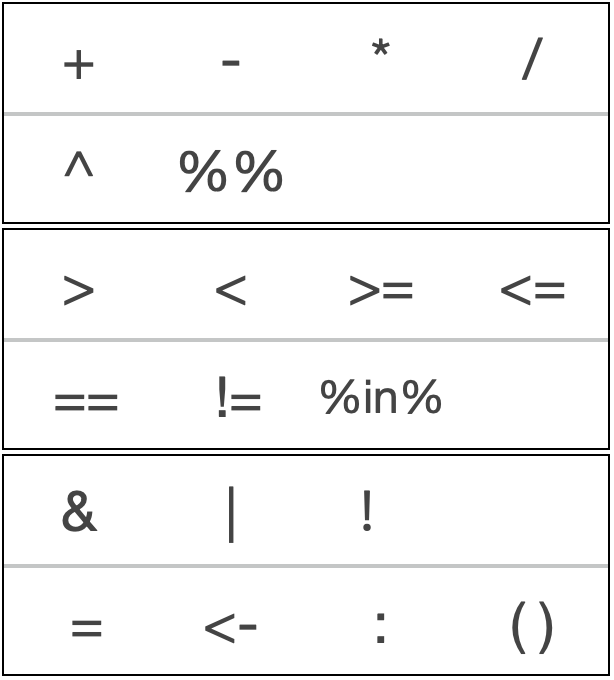 + - * /
^ %%
> < >= <=
== != %in%
& | !
= <- : ()